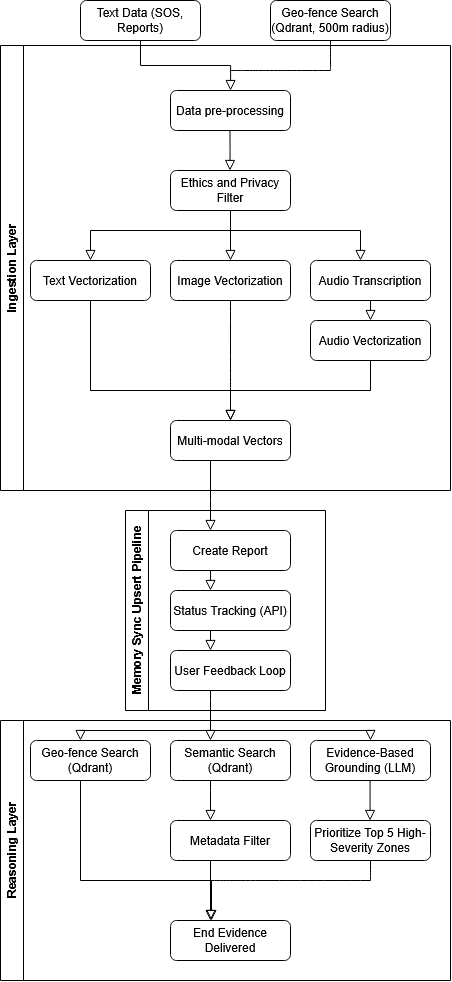 Text Data (SOS,
Reports)
Geo-fence Search
(Qdrant, 500m radius)
Ingestion Layer
Data pre-processing
Ethics and Privacy
Filter
Text Vectorization
Image Vectorization
Audio Transcription
Audio Vectorization
Multi-modal Vectors
Memory Sync Upsert Pipeline
Create Report
Status Tracking (API)
User Feedback Loop
Reasoning Layer
Geo-fence Search
(Qdrant)
Semantic Search
(Qdrant)
Evidence-Based
Grounding (LLM)
Metadata Filter
Prioritize Top 5 High-
Severity Zones
End Evidence
Delivered